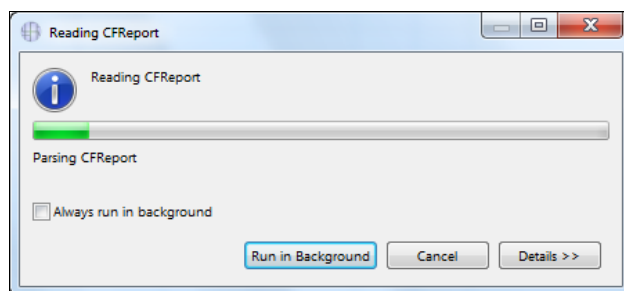 Reading CFReport
Reading CFReport
Parsing CFReport
Always run in background
Run in Background Cancel Details >>